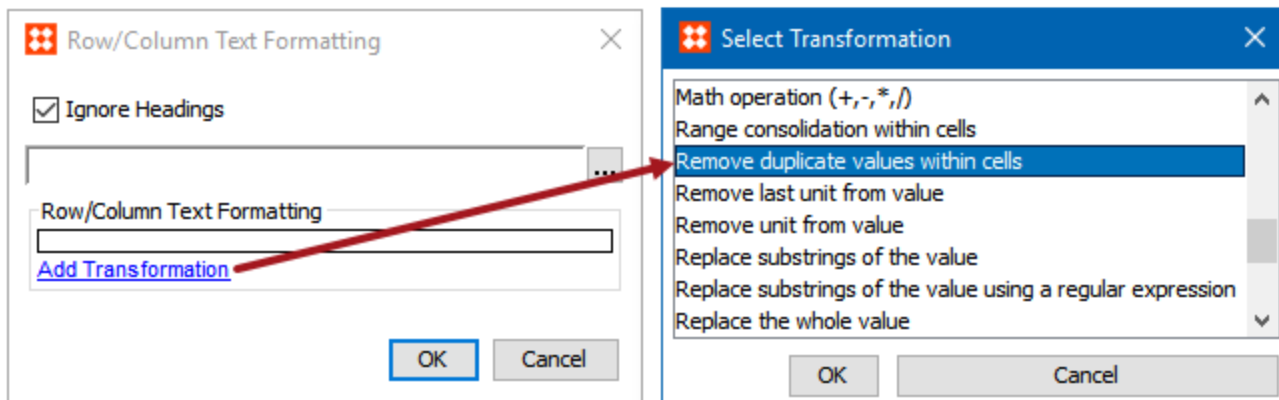 Row/Column Text Formatting
Ignore Headings
...
Row/Column Text Formatting
Add Transformation
OK
Cancel
Select Transformation
Math operation (+,-,*,/)
Range consolidation within cells
Remove duplicate values within cells
Remove last unit from value
Remove unit from value
Replace substrings of the value
Replace substrings of the value using a regular expression
Replace the whole value
OK
Cancel